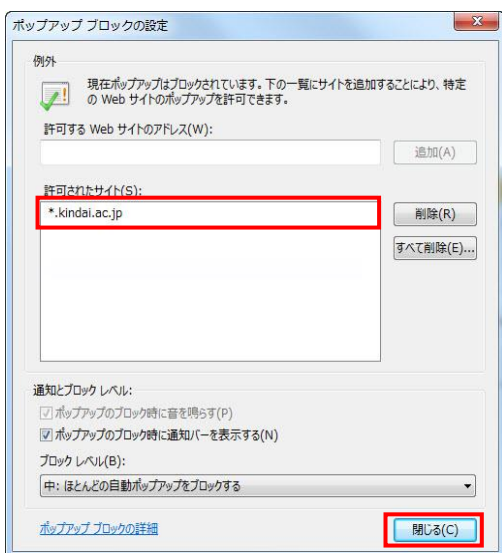 ポップアップ ブロックの設定
例外
現在ポップアップはブロックされています。下の一覧にサイトを追加することにより、特定
の Web サイトのポップアップを許可できます。
許可する Web サイトのアドレス(W):
追加(A)
許可されたサイト(S):
*.kindai.ac.jp
削除(R)
すべて削除(E)...
通知とブロック レベル:
ポップアップのブロック時に音を鳴らす(P)
ポップアップのブロック時に通知バーを表示する(N)
ブロック レベル(B):
中: ほとんどの自動ポップアップをブロックする
ポップアップ ブロックの詳細
閉じる(C)